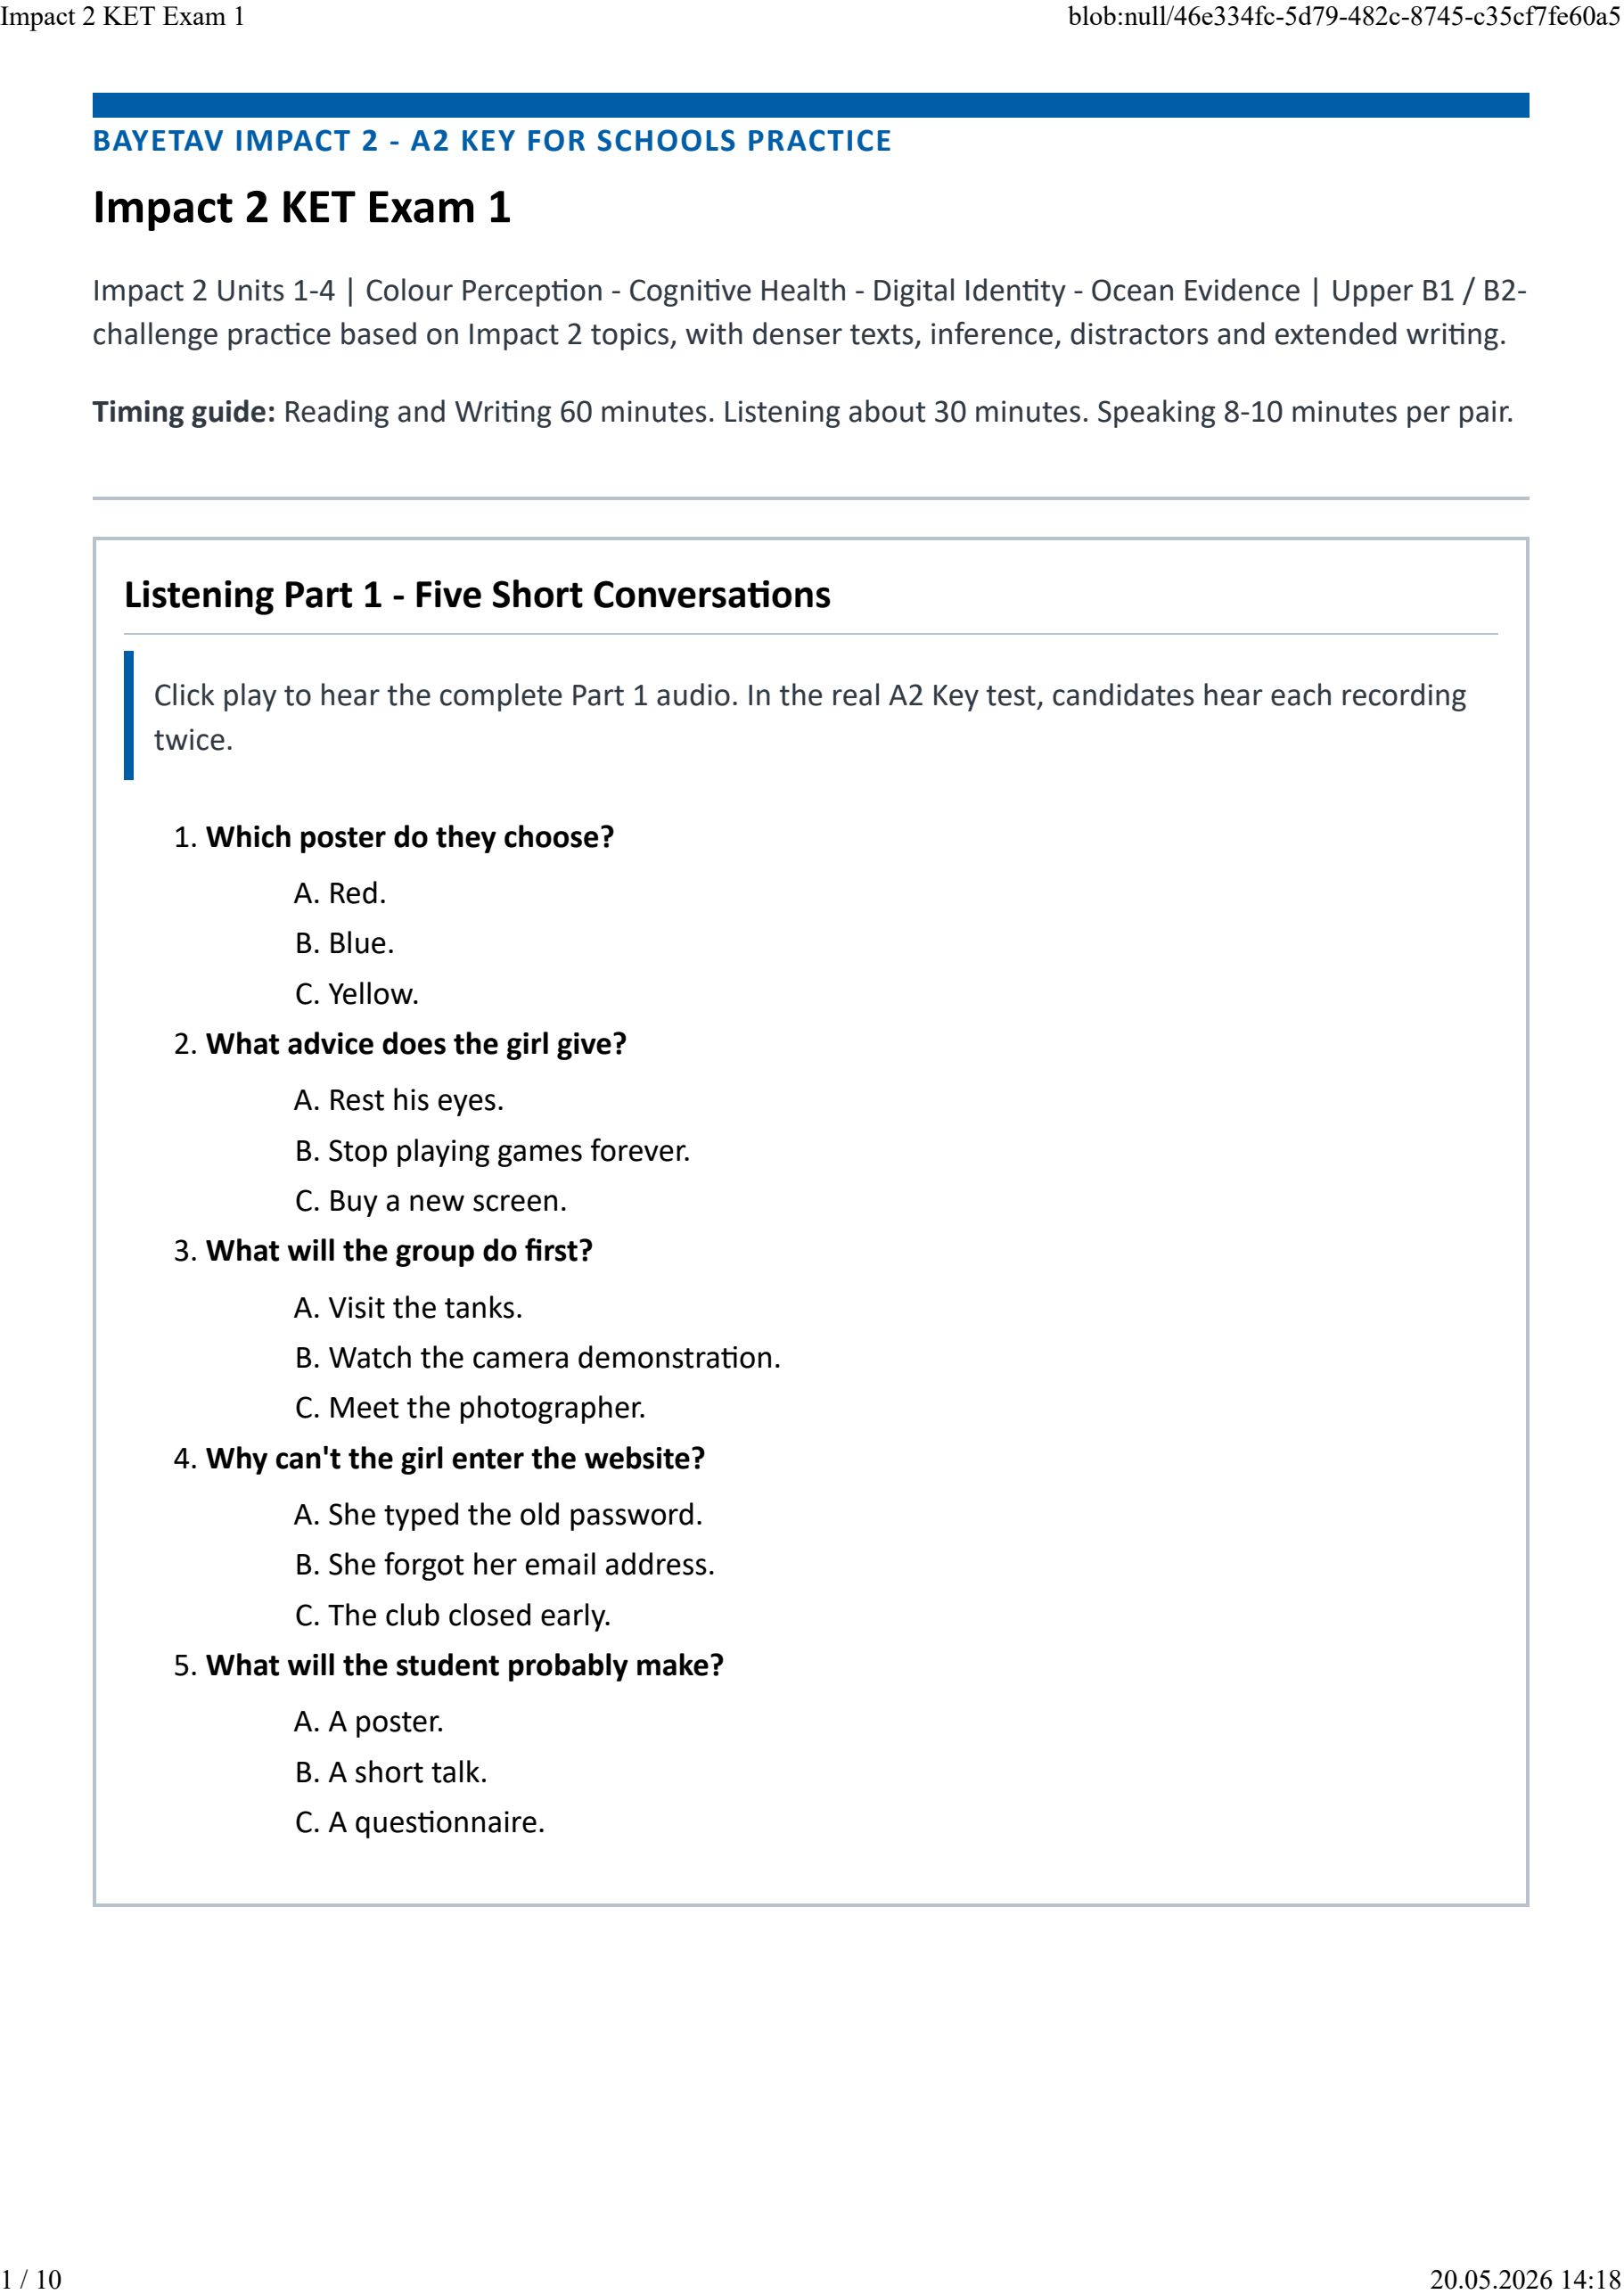 Impact 2 KET Exam 1
blob:null/46e334fc-5d79-482c-8745-c35cf7fe60a5
BAYETAV IMPACT 2 - A2 KEY FOR SCHOOLS PRACTICE
Impact 2 KET Exam 1
Impact 2 Units 1-4 | Colour Perception - Cognitive Health - Digital Identity - Ocean Evidence | Upper B1 / B2-
challenge practice based on Impact 2 topics, with denser texts, inference, distractors and extended writing.
Timing guide: Reading and Writing 60 minutes. Listening about 30 minutes. Speaking 8-10 minutes per pair.
Listening Part 1 - Five Short Conversations
Click play to hear the complete Part 1 audio. In the real A2 Key test, candidates hear each recording
twice.
1. Which poster do they choose?
A. Red.
B. Blue.
C. Yellow.
2. What advice does the girl give?
A. Rest his eyes.
B. Stop playing games forever.
C. Buy a new screen.
3. What will the group do first?
A. Visit the tanks.
B. Watch the camera demonstration.
C. Meet the photographer.
4. Why can't the girl enter the website?
A. She typed the old password.
B. She forgot her email address.
C. The club closed early.
5. What will the student probably make?
A. A poster.
B. A short talk.
C. A questionnaire.
1 / 10
20.05.2026 14:18